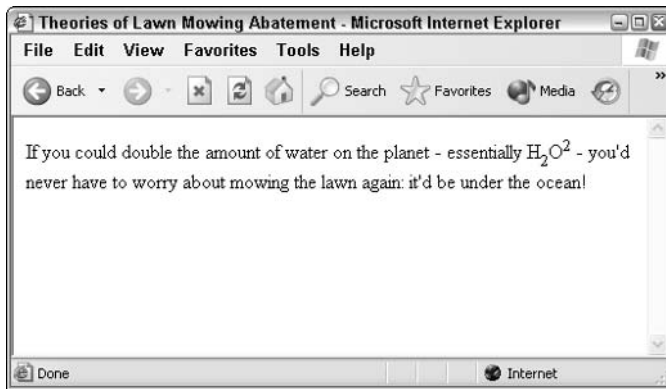 Theories of Lawn Mowing Abatement - Microsoft Internet Explorer
File Edit View Favorites Tools Help
Back Search Favorites Media »
If you could double the amount of water on the planet - essentially H₂O² - you'd
never have to worry about mowing the lawn again: it'd be under the ocean!
Done Internet